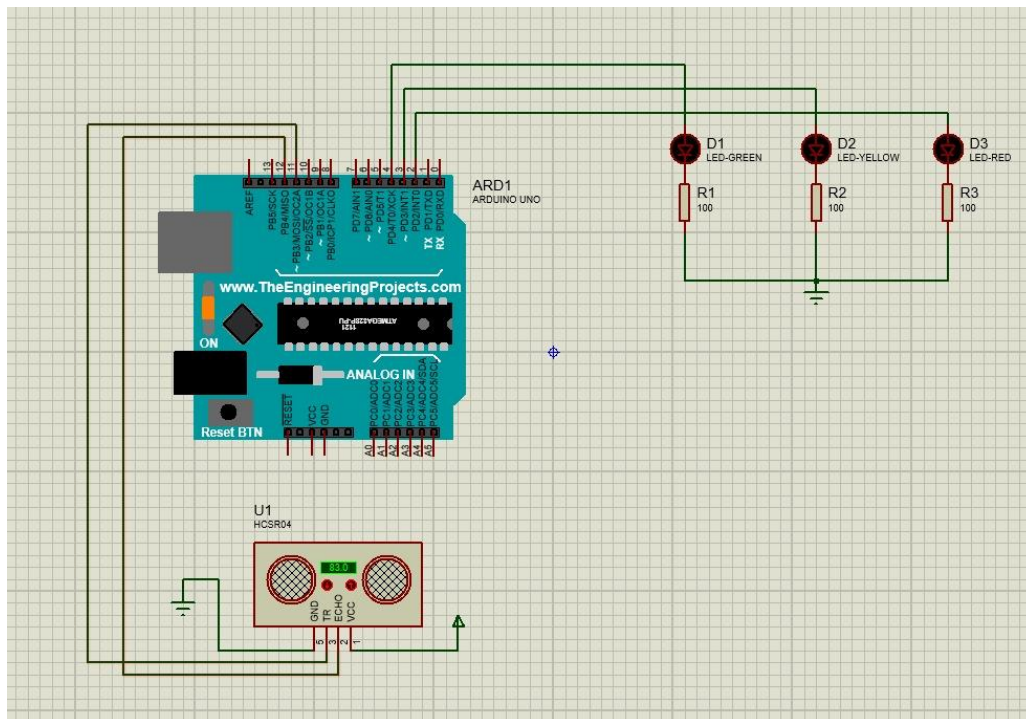 13
12
11
10
9
8
7
6
5
4
3
2
1
0
AREF
PB5/SCK
PB4/MISO
~PB3/MOSI/OC2A
~PB2/SS/OC1B
~PB1/OC1A
PB0/ICP1/CLKO
PD7/AIN1
~PD6/AIN0
~PD5/T1
PD4/T0/XCK
~PD3/INT1
PD2/INT0
TX PD1/TXD
RX PD0/RXD
ARD1
ARDUINO UNO
D1
LED-GREEN
D2
LED-YELLOW
D3
LED-RED
R1
100
R2
100
R3
100
www.TheEngineeringProjects.com
1121
ATMEGA328P-PU
ON
ANALOG IN
Reset BTN
RESET
VCC
GND
PC0/ADC0
PC1/ADC1
PC2/ADC2
PC3/ADC3
PC4/ADC4/SDA
PC5/ADC5/SCL
A0
A1
A2
A3
A4
A5
U1
HCSR04
83.0
GND
TR
ECHO
VCC
5
3
2
1